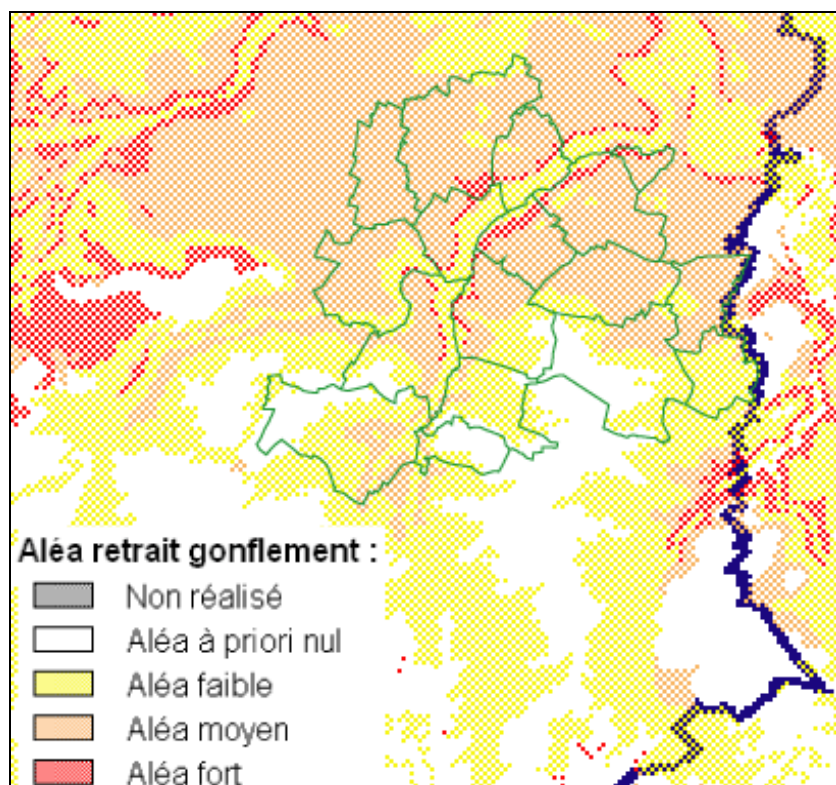 Aléa retrait gonflement :
Non réalisé
Aléa à priori nul
Aléa faible
Aléa moyen
Aléa fort